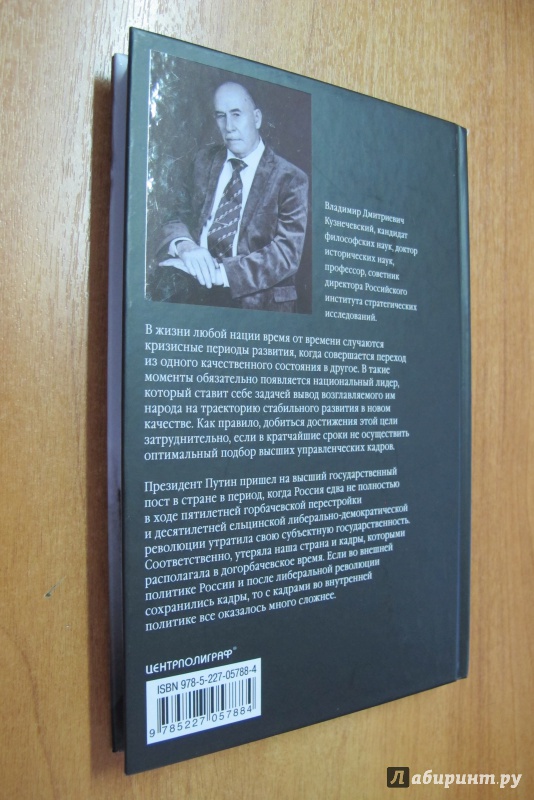 Владимир Дмитриевич
Кузнечевский, кандидат
философских наук, доктор
исторических наук,
профессор, советник
директора Российского
института стратегических
исследований.
В жизни любой нации время от времени случаются
кризисные периоды развития, когда совершается переход
из одного качественного состояния в другое. В такие
моменты обязательно появляется национальный лидер,
который ставит себе задачей вывод возглавляемого им
народа на траекторию стабильного развития в новом
качестве. Как правило, добиться достижения этой цели
затруднительно, если в кратчайшие сроки не осуществить
оптимальный подбор высших управленческих кадров.
Президент Путин пришел на высший государственный
пост в стране в период, когда Россия едва не полностью
в ходе пятилетней горбачевской перестройки
и десятилетней ельцинской либерально-демократической
революции утратила свою субъектную государственность.
Соответственно, утеряла наша страна и кадры, которыми
располагала в догорбачевское время. Если во внешней
политике России и после либеральной революции
сохранились кадры, то с кадрами во внутренней
политике все оказалось много сложнее.
ЦЕНТРПОЛИГРАФ®
ISBN 978-5-227-05788-4
9 785227 057884
Лабиринт.ру